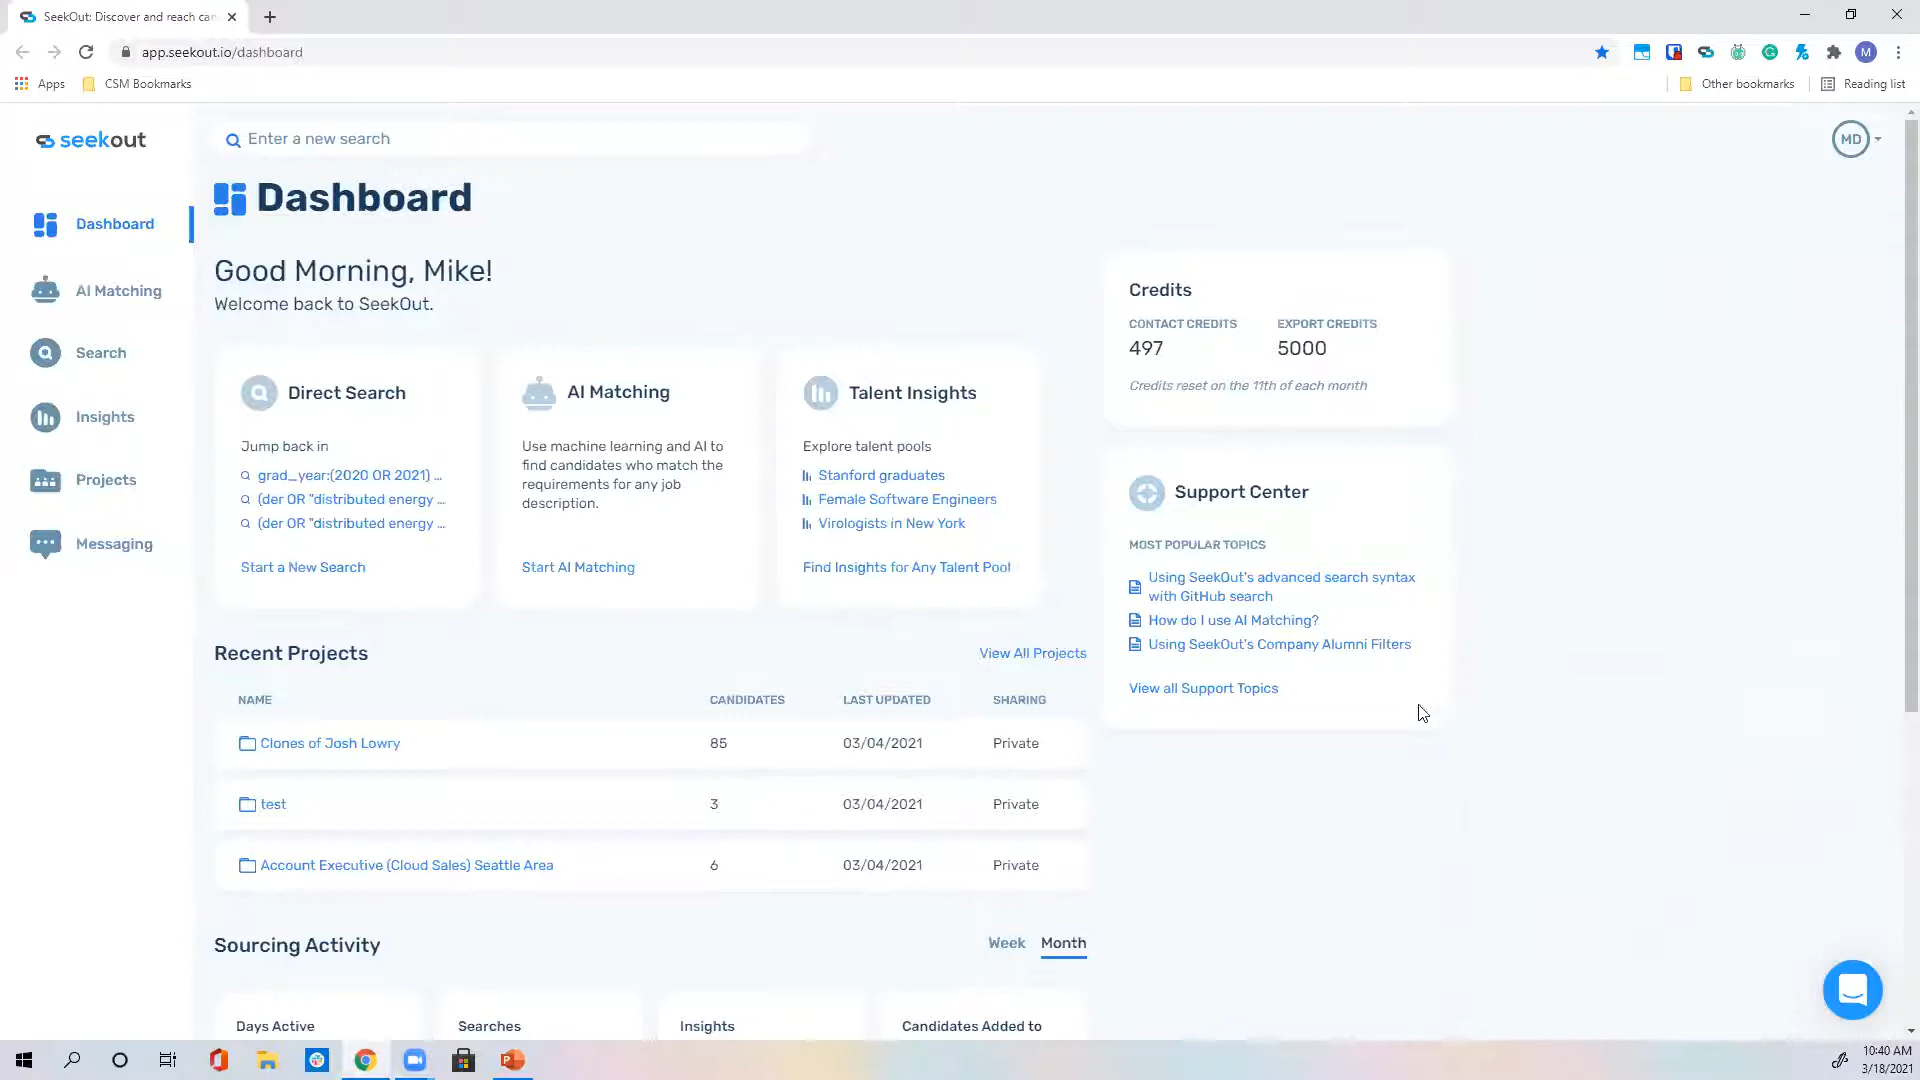 SeekOut: Discover and reach can
app.seekout.io/dashboard
M
Apps
CSM Bookmarks
Other bookmarks
Reading list
seekout
Enter a new search
MD
Dashboard
AI Matching
Search
Insights
Projects
Messaging
Dashboard
Good Morning, Mike!
Welcome back to SeekOut.
Direct Search
Jump back in
grad_year:(2020 OR 2021) ...
(der OR "distributed energy ...
(der OR "distributed energy ...
Start a New Search
AI Matching
Use machine learning and AI to
find candidates who match the
requirements for any job
description.
Start AI Matching
Talent Insights
Explore talent pools
Stanford graduates
Female Software Engineers
Virologists in New York
Find Insights for Any Talent Pool
Credits
CONTACT CREDITS EXPORT CREDITS
497 5000
Credits reset on the 11th of each month
Support Center
MOST POPULAR TOPICS
Using SeekOut's advanced search syntax
with GitHub search
How do I use AI Matching?
Using SeekOut's Company Alumni Filters
View all Support Topics
Recent Projects
View All Projects
NAME CANDIDATES LAST UPDATED SHARING
Clones of Josh Lowry 85 03/04/2021 Private
test 3 03/04/2021 Private
Account Executive (Cloud Sales) Seattle Area 6 03/04/2021 Private
Sourcing Activity
Week Month
Days Active
Searches
Insights
Candidates Added to
10:40 AM
3/18/2021